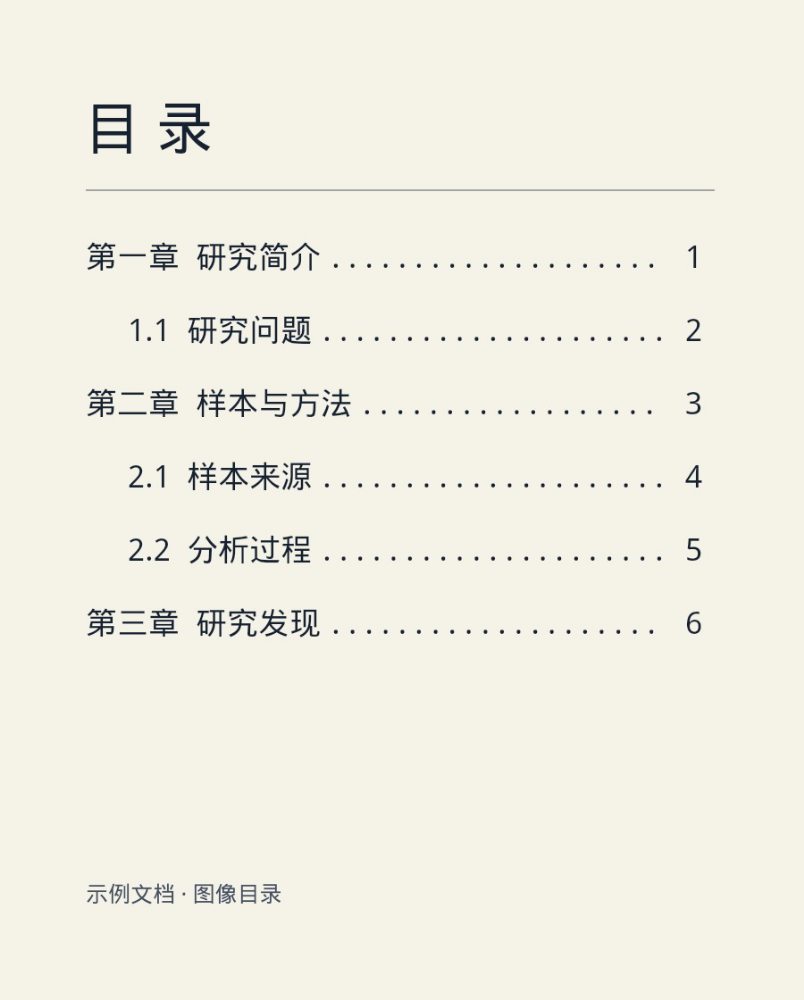 目录
第一章 研究简介 . . . . . . . . . . . . . . . . . . . . 1
1.1 研究问题 . . . . . . . . . . . . . . . . . . . . . 2
第二章 样本与方法 . . . . . . . . . . . . . . . . . . 3
2.1 样本来源 . . . . . . . . . . . . . . . . . . . . . 4
2.2 分析过程 . . . . . . . . . . . . . . . . . . . . . 5
第三章 研究发现 . . . . . . . . . . . . . . . . . . . . 6
示例文档 · 图像目录